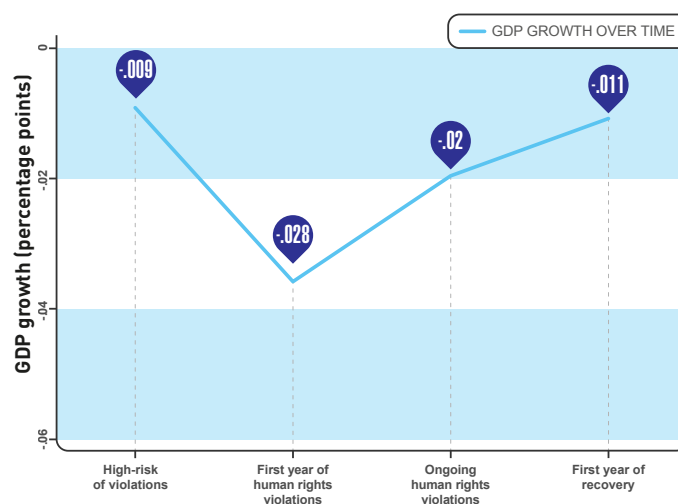 GDP GROWTH OVER TIME
GDP growth (percentage points)
0
-.02
-.04
-.06
-.009
-.028
-.02
-.011
High-risk
of violations
First year of
human rights
violations
Ongoing
human rights
violations
First year of
recovery